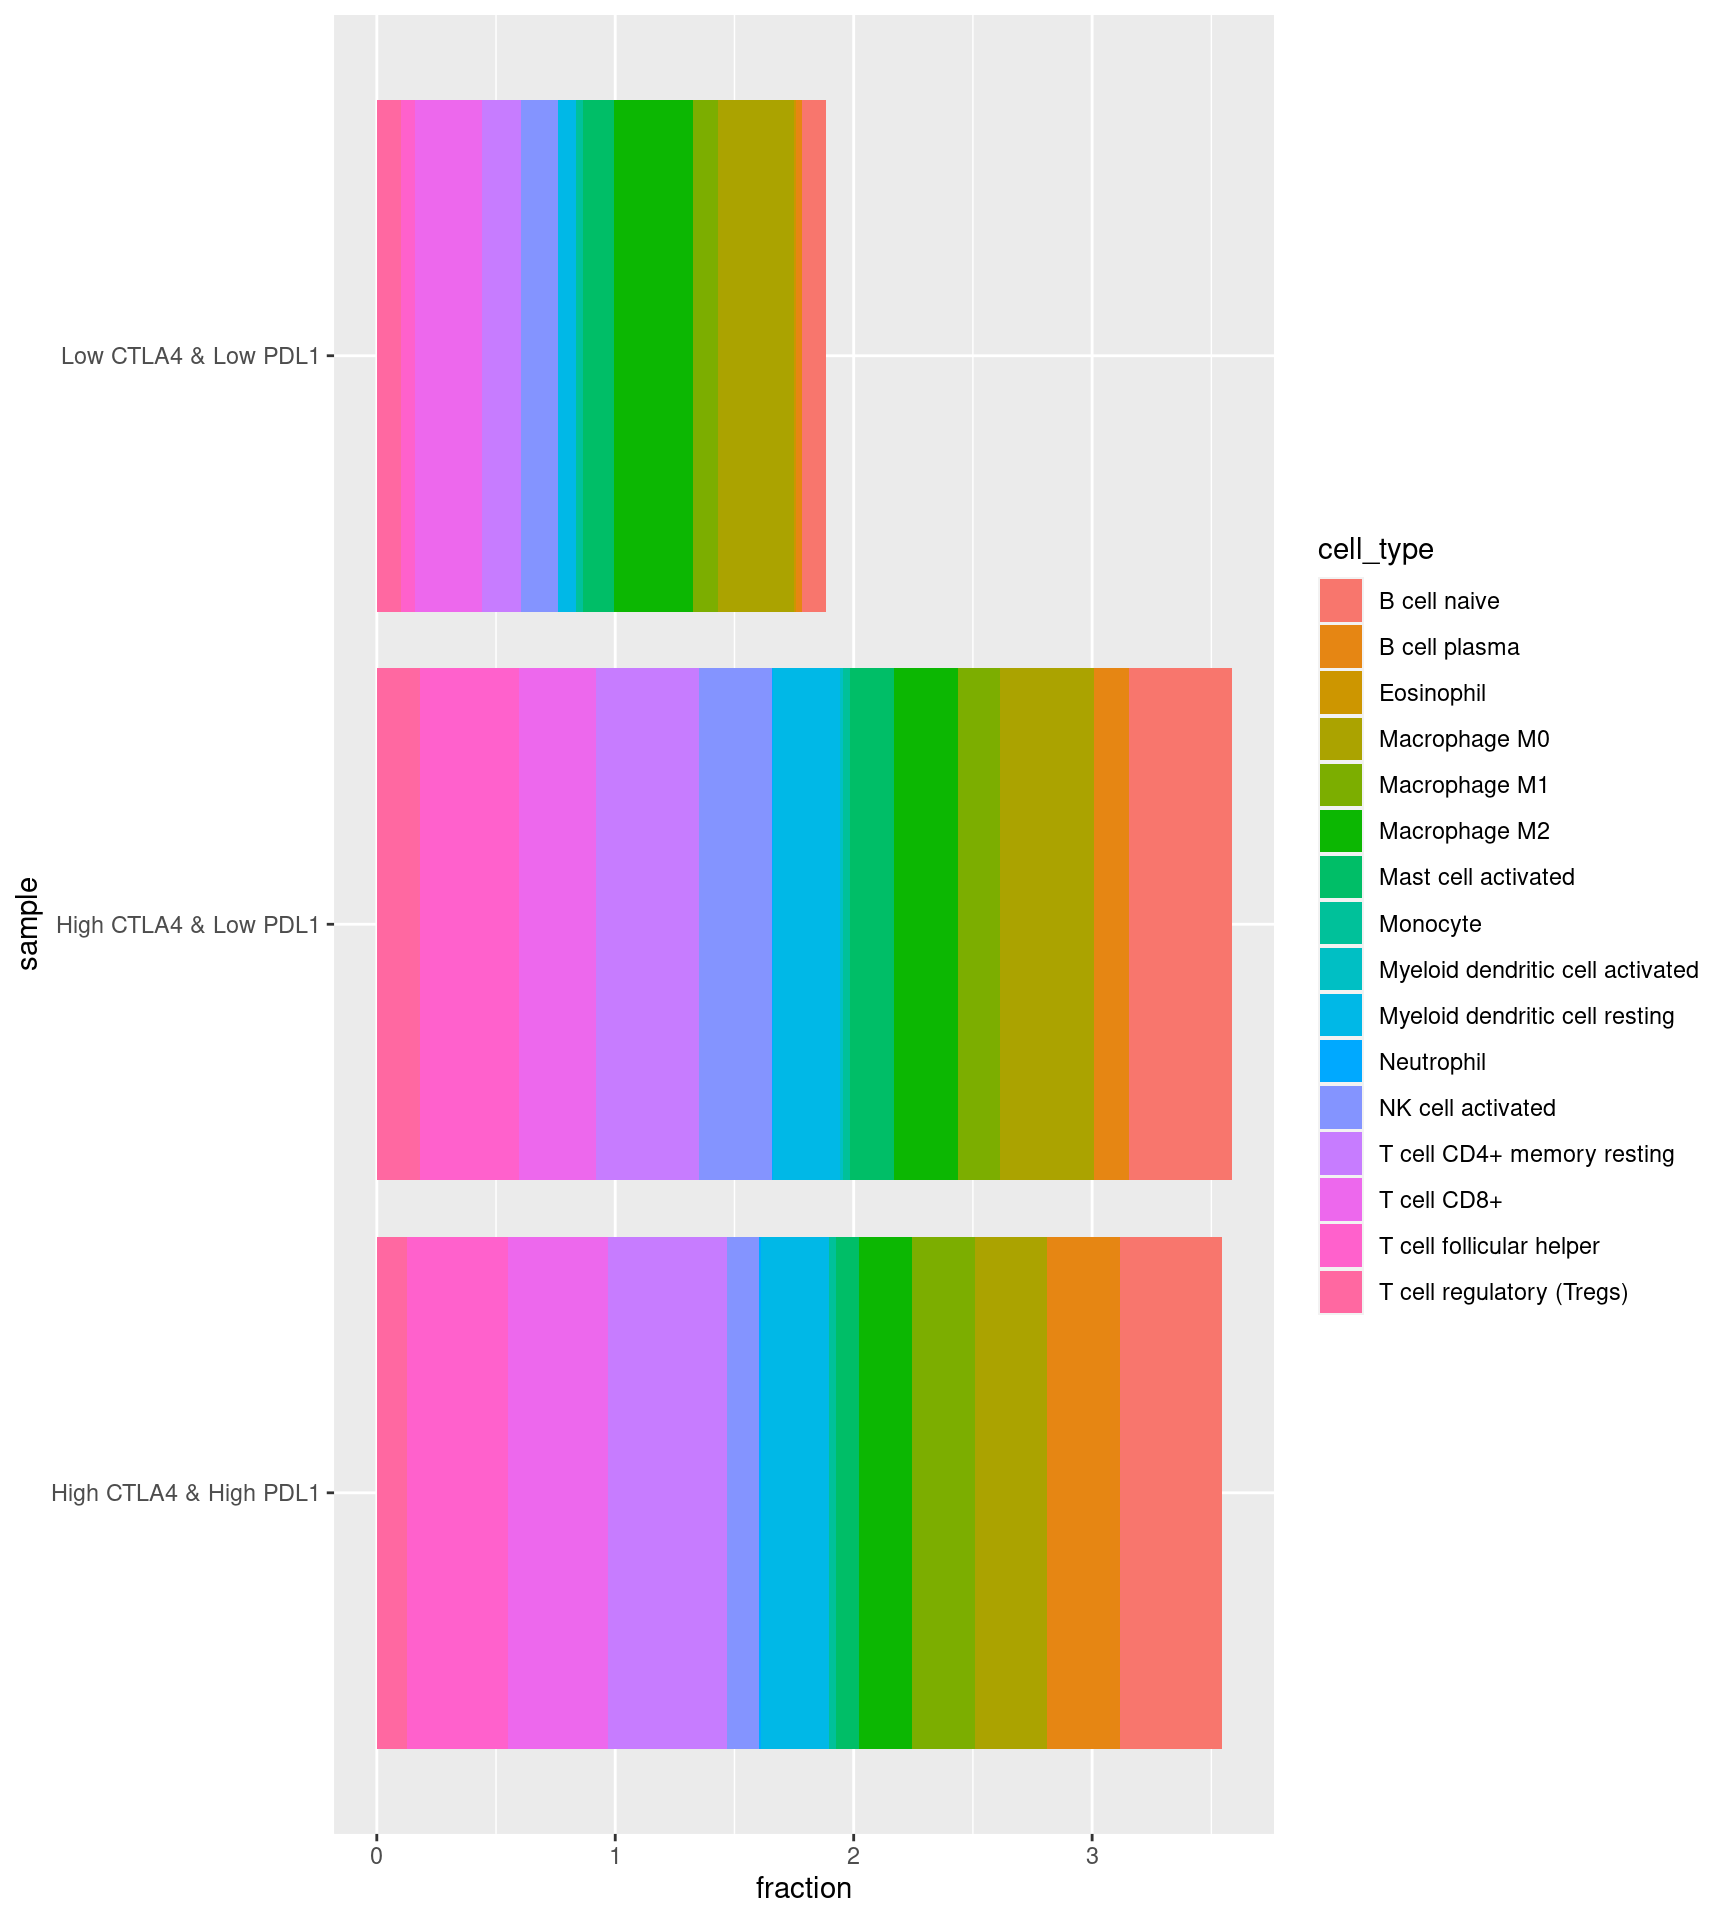 Low CTLA4 & Low PDL1
High CTLA4 & Low PDL1
High CTLA4 & High PDL1
sample
0 1 2 3
fraction
cell_type
B cell naive
B cell plasma
Eosinophil
Macrophage M0
Macrophage M1
Macrophage M2
Mast cell activated
Monocyte
Myeloid dendritic cell activated
Myeloid dendritic cell resting
Neutrophil
NK cell activated
T cell CD4+ memory resting
T cell CD8+
T cell follicular helper
T cell regulatory (Tregs)